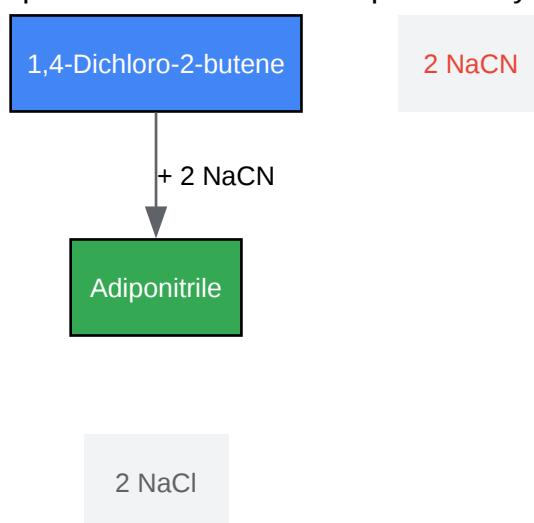 1,4-Dichloro-2-butene
2 NaCN
+ 2 NaCN
Adiponitrile
2 NaCl